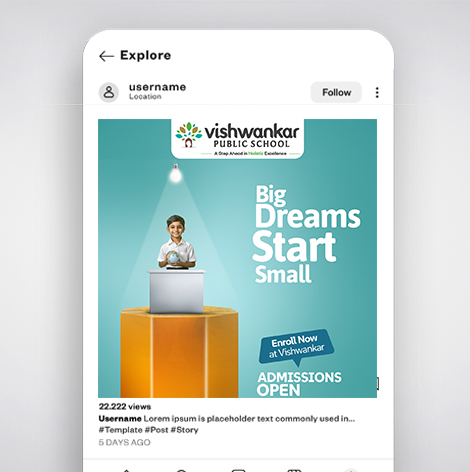 Explore
username
Location
Follow
vishwankar
PUBLIC SCHOOL
A Step Ahead in Holistic Excellence
Big
Dreams
Start
Small
Enroll Now
at Vishwankar
ADMISSIONS
OPEN
22.222 views
Username Lorem ipsum is placeholder text commonly used in...
#Template #Post #Story
5 DAYS AGO